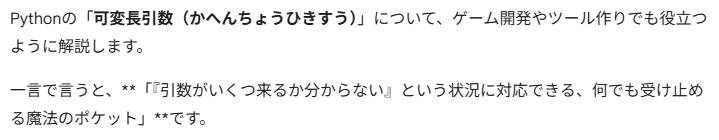 Pythonの「可変長引数（かへんちょうひきすう）」について、ゲーム開発やツール作りでも役立つ
ように解説します。
一言で言うと、**「『引数がいくつ来るか分からない』という状況に対応できる、何でも受け止め
る魔法のポケット」**です。